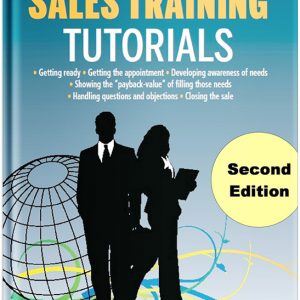 SALES TRAINING
TUTORIALS
• Getting ready • Getting the appointment • Developing awareness of needs
• Showing the "payback-value" of filling those needs
• Handling questions and objections • Closing the sale
Second
Edition